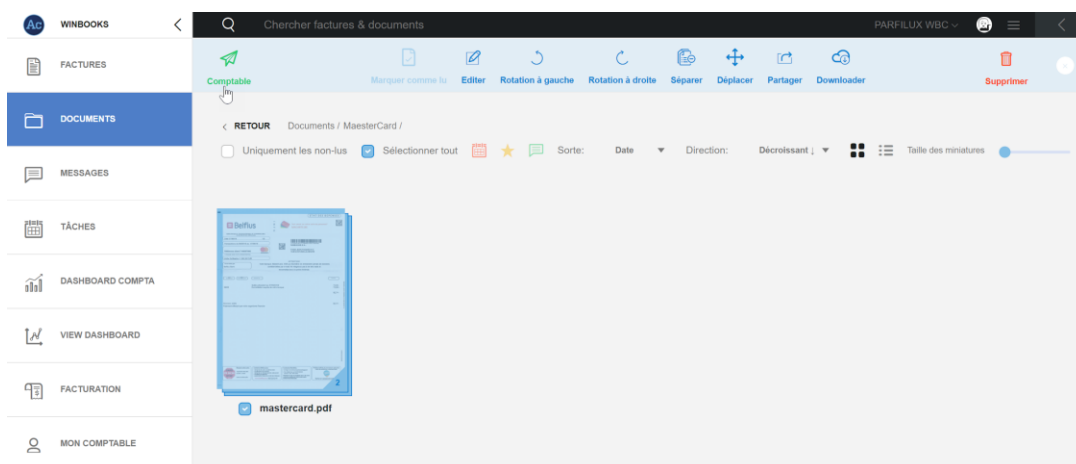 Ac WINBOOKS
Chercher factures & documents
PARFILUX WBC
FACTURES
DOCUMENTS
MESSAGES
TÂCHES
DASHBOARD COMPTA
VIEW DASHBOARD
FACTURATION
MON COMPTABLE
Comptable
Marquer comme lu
Editer
Rotation à gauche
Rotation à droite
Séparer
Déplacer
Partager
Downloader
Supprimer
< RETOUR Documents / MaesterCard /
Uniquement les non-lus Sélectionner tout Sorte: Date Direction: Décroissant ↓ Taille des miniatures
Belfius
2
mastercard.pdf